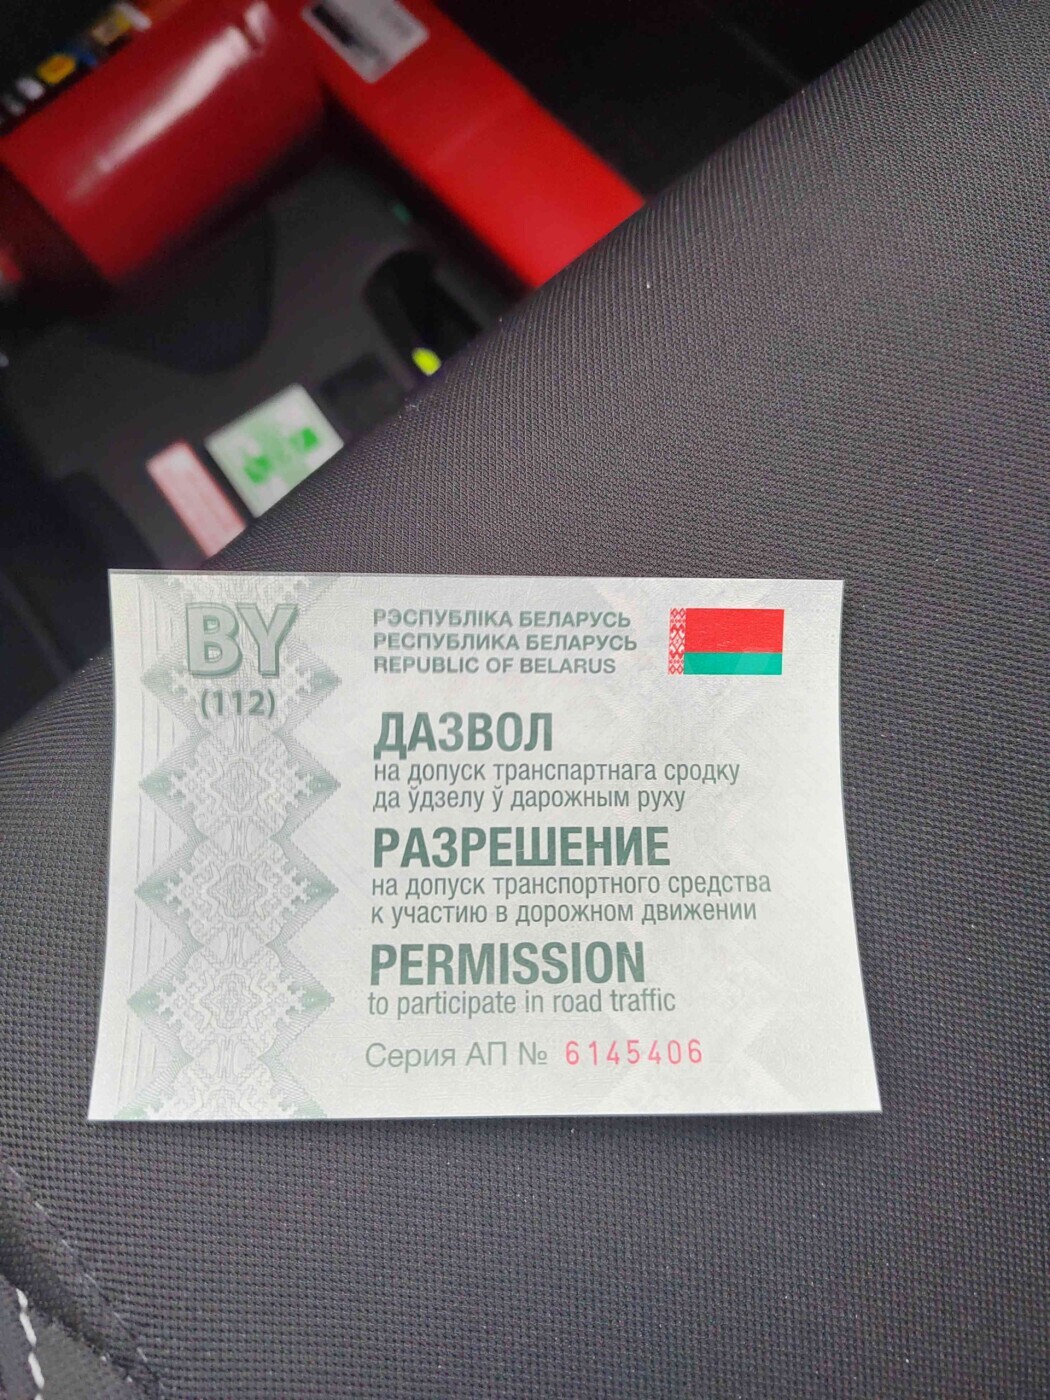 BY
(112)
РЭСПУБЛІКА БЕЛАРУСЬ
РЕСПУБЛИКА БЕЛАРУСЬ
REPUBLIC OF BELARUS
ДАЗВОЛ
на допуск транспартнага сродку
да ўдзелу ў дарожным руху
РАЗРЕШЕНИЕ
на допуск транспортного средства
к участию в дорожном движении
PERMISSION
to participate in road traffic
Серия АП № 6145406